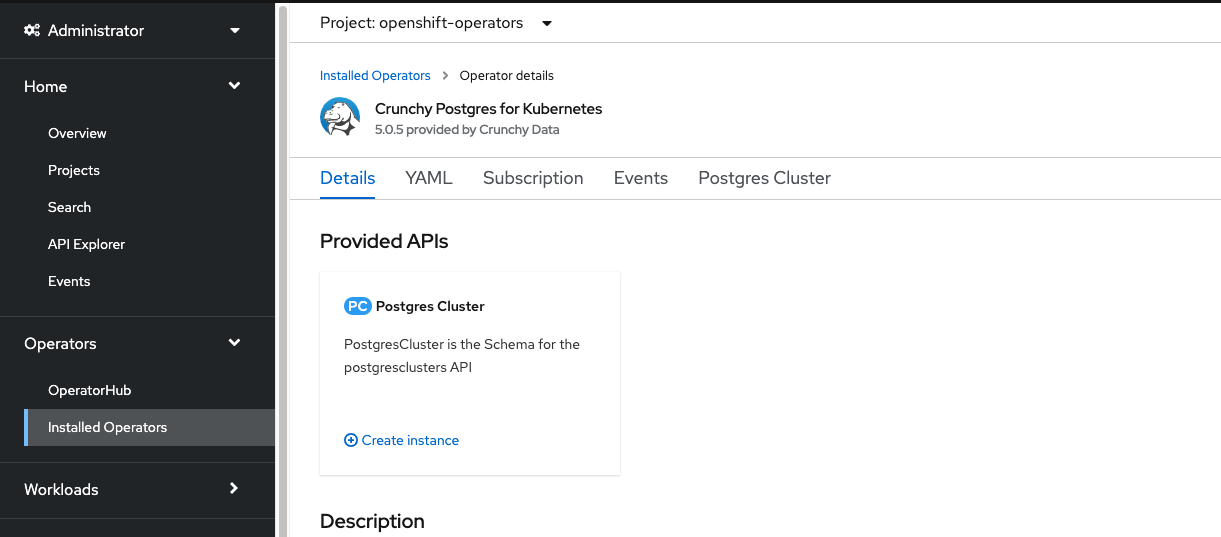 Administrator
Home
Overview
Projects
Search
API Explorer
Events
Operators
OperatorHub
Installed Operators
Workloads
Project: openshift-operators
Installed Operators > Operator details
Crunchy Postgres for Kubernetes
5.0.5 provided by Crunchy Data
Details YAML Subscription Events Postgres Cluster
Provided APIs
PC Postgres Cluster
PostgresCluster is the Schema for the
postgresclusters API
Create instance
Description